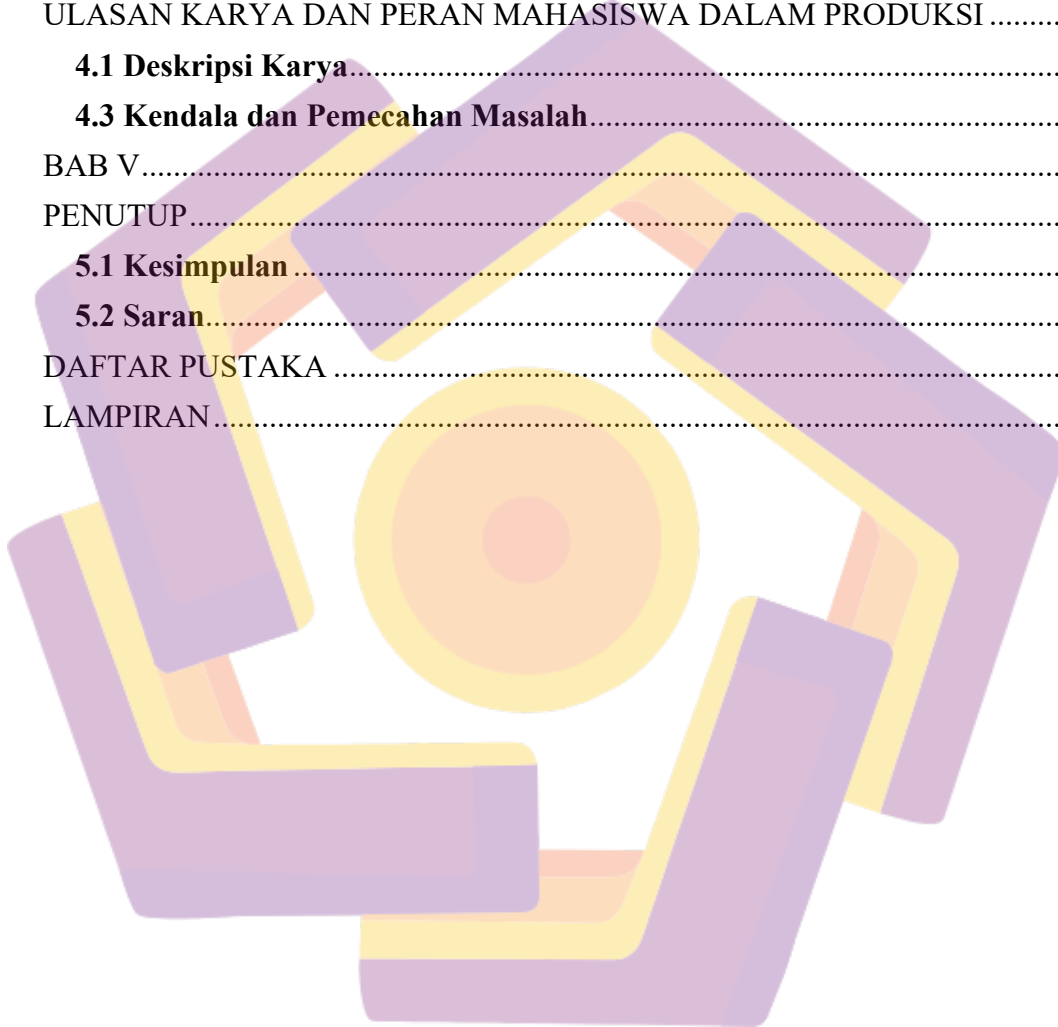 ULASAN KARYA DAN PERAN MAHASISWA DALAM PRODUKSI ..........
4.1 Deskripsi Karya..........................................................................................
4.3 Kendala dan Pemecahan Masalah............................................................
BAB V..............................................................................................................
PENUTUP........................................................................................................
5.1 Kesimpulan ................................................................................................
5.2 Saran...........................................................................................................
DAFTAR PUSTAKA .......................................................................................
LAMPIRAN.....................................................................................................